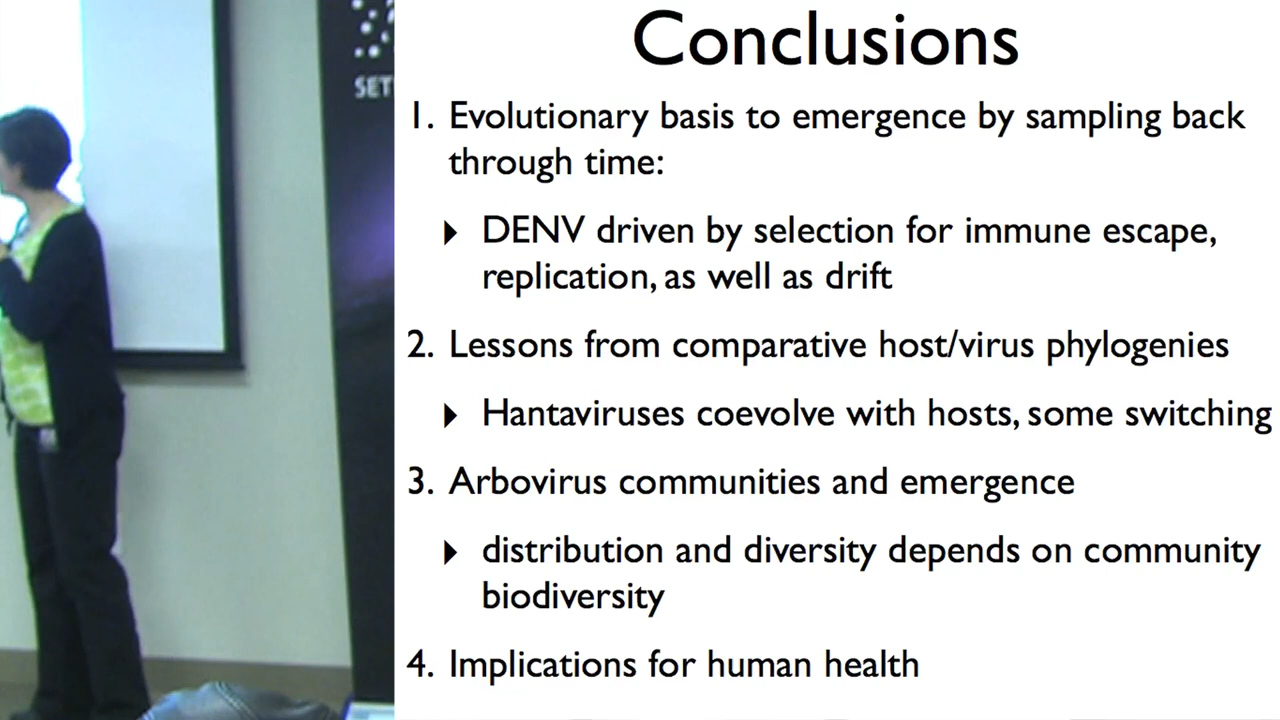 SET
Conclusions
1. Evolutionary basis to emergence by sampling back
through time:
DENV driven by selection for immune escape,
replication, as well as drift
2. Lessons from comparative host/virus phylogenies
Hantaviruses coevolve with hosts, some switching
3. Arbovirus communities and emergence
distribution and diversity depends on community
biodiversity
4. Implications for human health